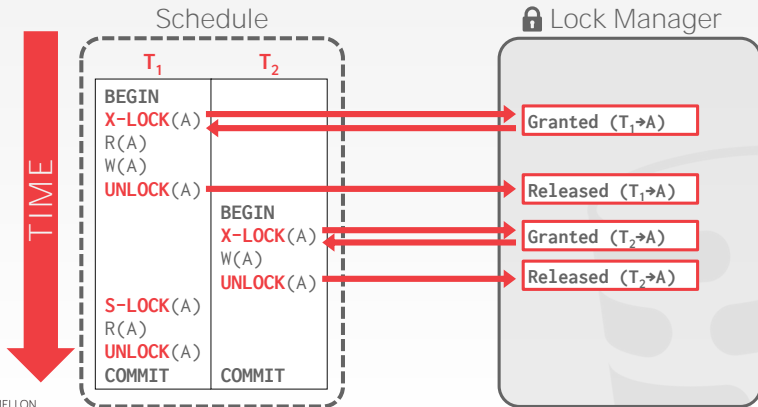 Schedule
Lock Manager
TIME
T1 T2
BEGIN
X-LOCK(A)
Granted (T1→A)
R(A)
W(A)
UNLOCK(A)
Released (T1→A)
BEGIN
X-LOCK(A)
Granted (T2→A)
W(A)
UNLOCK(A)
Released (T2→A)
S-LOCK(A)
R(A)
UNLOCK(A)
COMMIT COMMIT